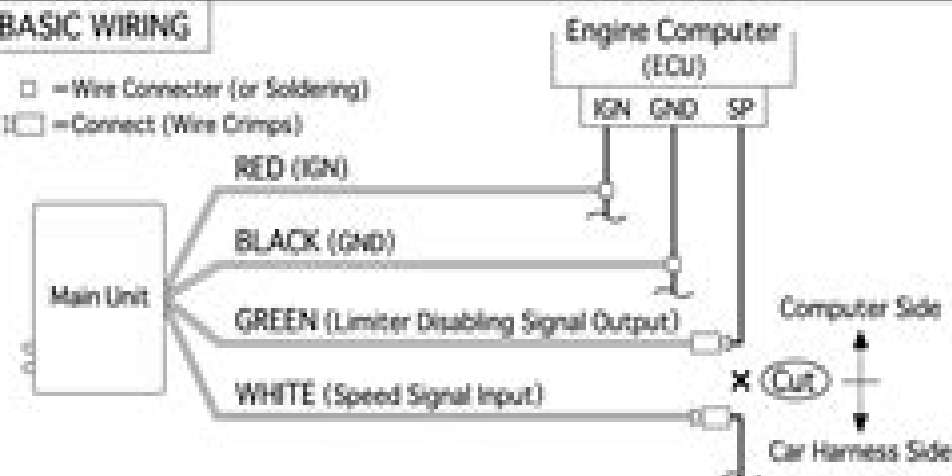 BASIC WIRING
Engine Computer
(ECU)
□ =Wire Connecter (or Soldering)
IGN GND SP
=Connect (Wire Crimps)
RED (IGN)
BLACK (GND)
Main Unit
GREEN (Limiter Disabling Signal Output)
Computer Side
× Cut
WHITE (Speed Signal Input)
Car Harness Side